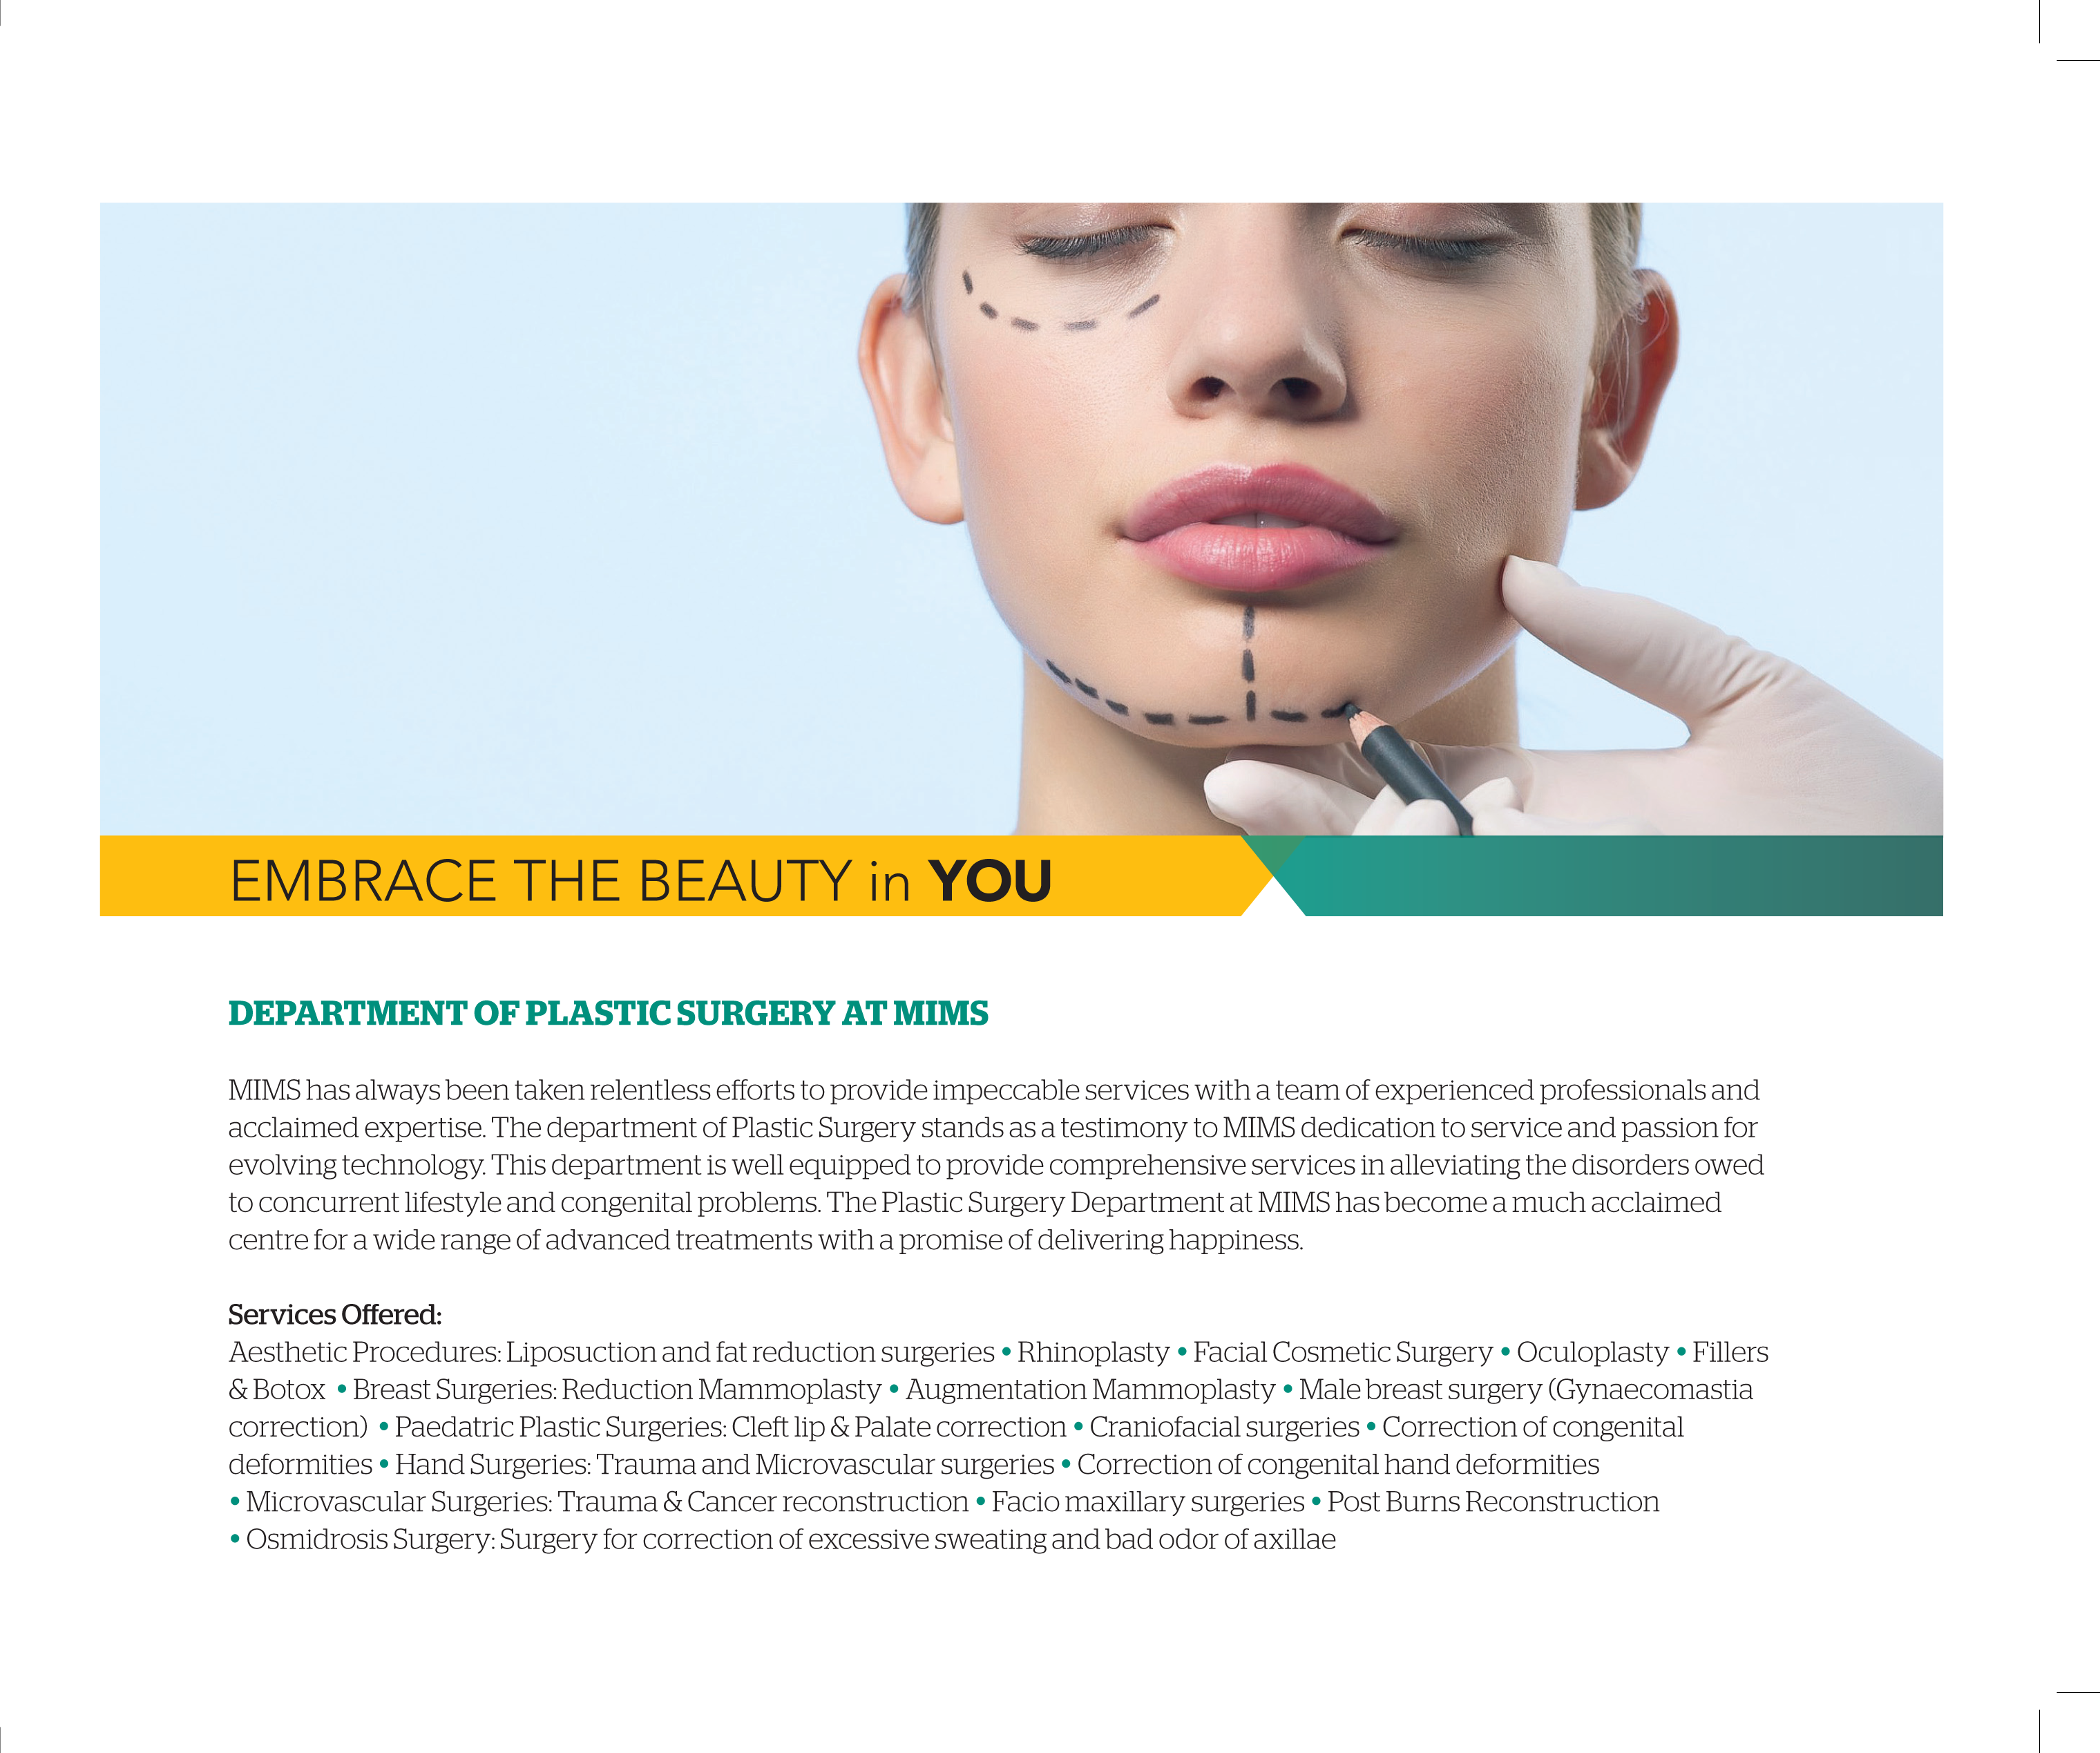 EMBRACE THE BEAUTY in YOU
DEPARTMENT OF PLASTIC SURGERY AT MIMS
MIMS has always been taken relentless efforts to provide impeccable services with a team of experienced professionals and
acclaimed expertise. The department of Plastic Surgery stands as a testimony to MIMS dedication to service and passion for
evolving technology. This department is well equipped to provide comprehensive services in alleviating the disorders owed
to concurrent lifestyle and congenital problems. The Plastic Surgery Department at MIMS has become a much acclaimed
centre for a wide range of advanced treatments with a promise of delivering happiness.
Services Offered:
Aesthetic Procedures: Liposuction and fat reduction surgeries • Rhinoplasty • Facial Cosmetic Surgery • Oculoplasty • Fillers
& Botox • Breast Surgeries: Reduction Mammoplasty • Augmentation Mammoplasty • Male breast surgery (Gynaecomastia
correction) • Paedatric Plastic Surgeries: Cleft lip & Palate correction • Craniofacial surgeries • Correction of congenital
deformities • Hand Surgeries: Trauma and Microvascular surgeries • Correction of congenital hand deformities
• Microvascular Surgeries: Trauma & Cancer reconstruction • Facio maxillary surgeries • Post Burns Reconstruction
• Osmidrosis Surgery: Surgery for correction of excessive sweating and bad odor of axillae